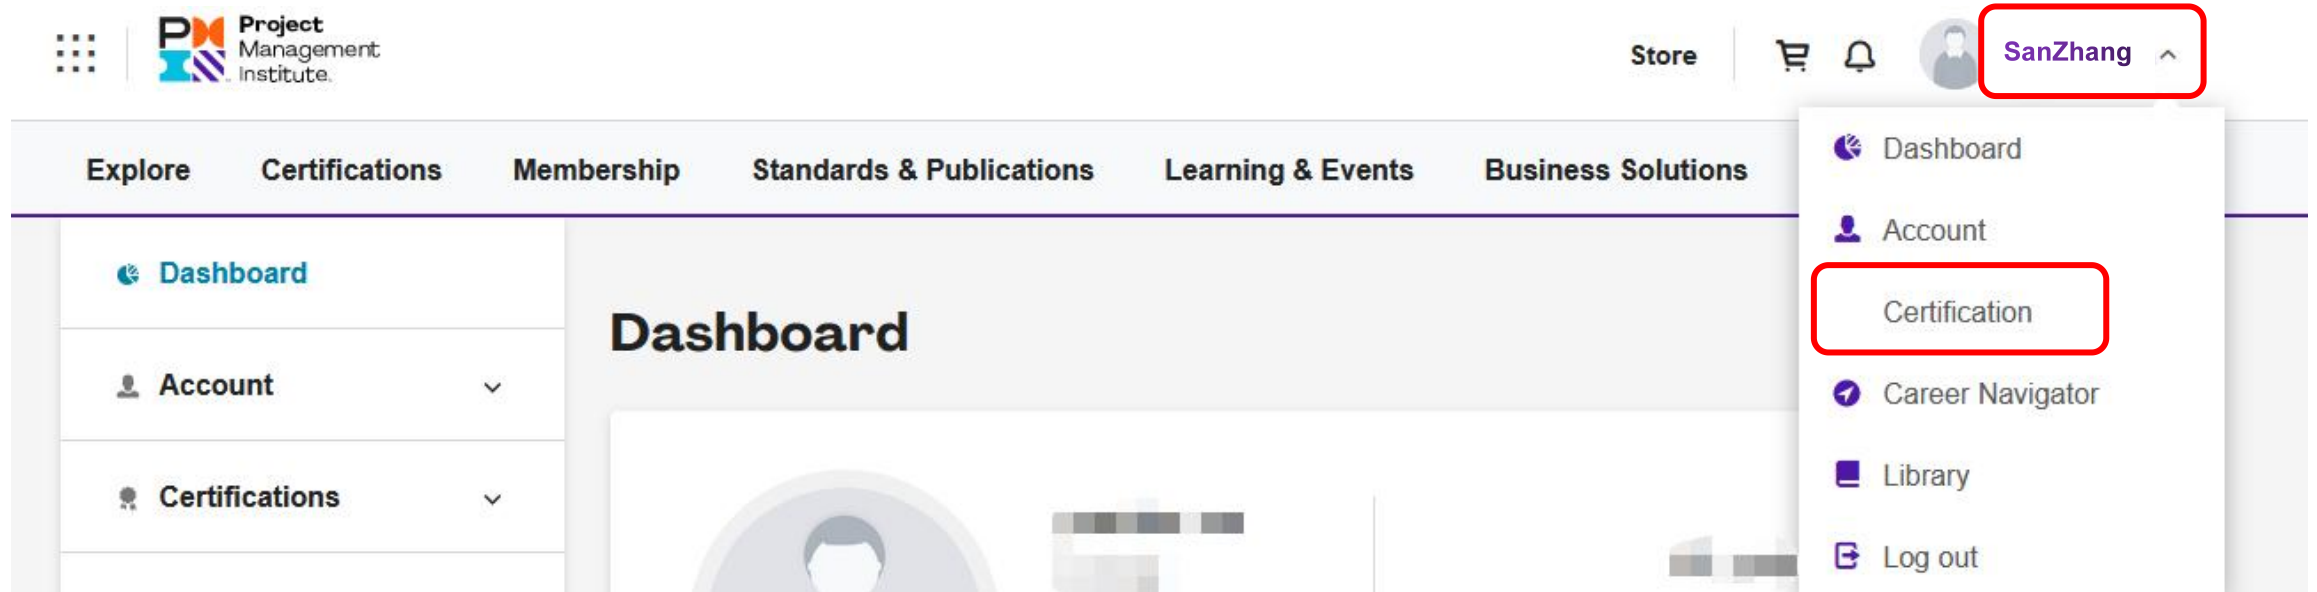 Project
Management
Institute.
Store
SanZhang
Explore
Certifications
Membership
Standards & Publications
Learning & Events
Business Solutions
Dashboard
Account
Certification
Career Navigator
Library
Log out
Dashboard
Account
Certifications
Dashboard